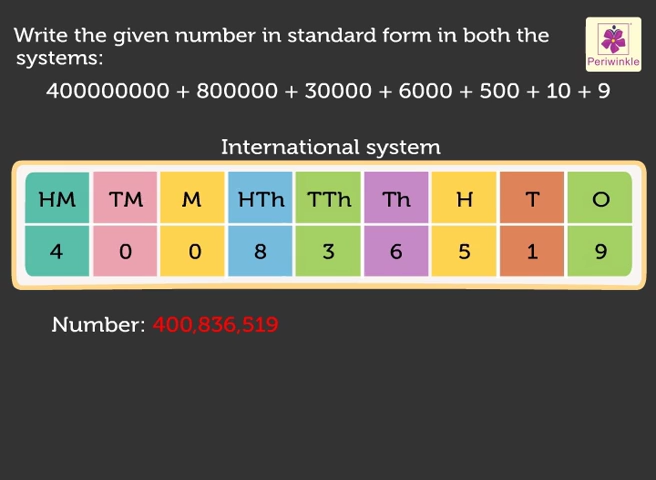 Write the given number in standard form in both the
systems:
Periwinkle
400000000 + 800000 + 30000 + 6000 + 500 + 10 + 9
International system
HM TM M HTh TTh Th H T O
4 0 0 8 3 6 5 1 9
Number: 400,836,519